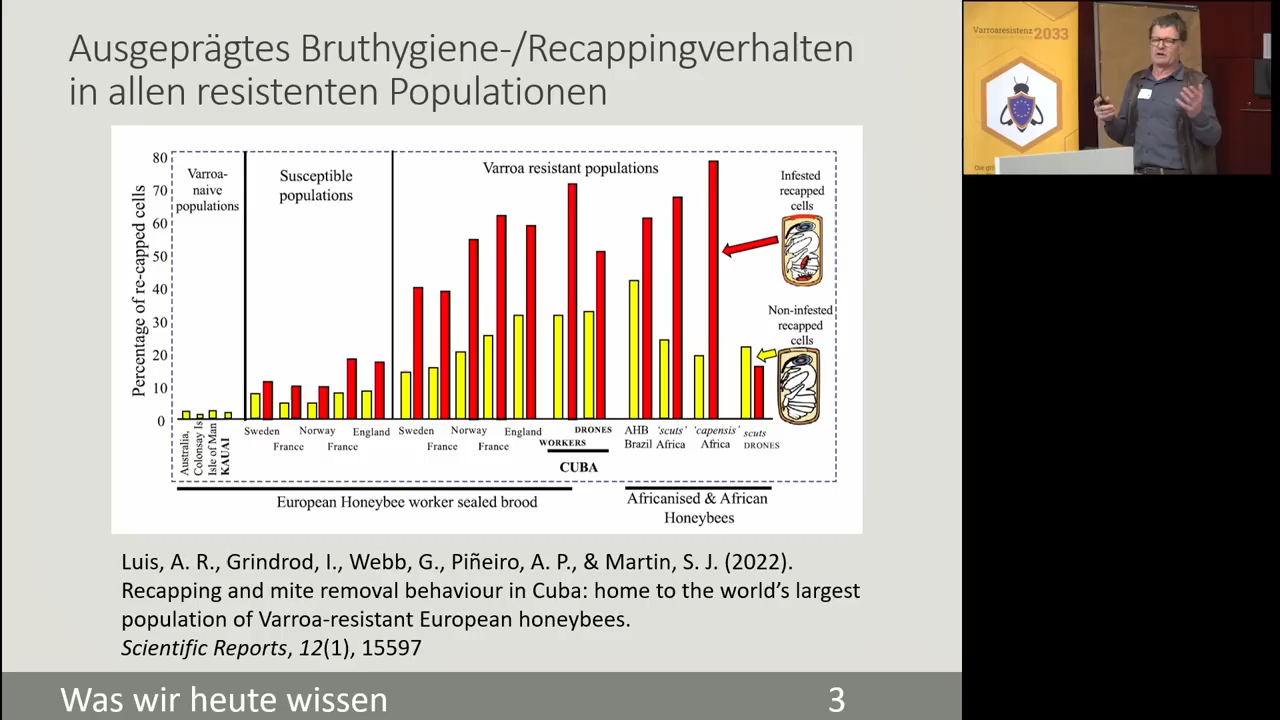 Ausgeprägtes Bruthygiene-/Recappingverhalten
in allen resistenten Populationen
Varroaresistenz
2033
Percentage of re-capped cells
80
70
60
50
40
30
20
10
0
Varroa-
naive
populations
Susceptible
populations
Varroa resistant populations
Infested
recapped
cells
Non-infested
recapped
cells
Australia,
Colonsay Is
Isle of Man
KAUAI
Sweden
France
Norway
France
England
Sweden
France
Norway
France
England
WORKERS
DRONES
CUBA
AHB
Brazil
'scuts'
Africa
'capensis'
Africa
scuts
DRONES
European Honeybee worker sealed brood
Africanised & African
Honeybees
Luis, A. R., Grindrod, I., Webb, G., Piñeiro, A. P., & Martin, S. J. (2022).
Recapping and mite removal behaviour in Cuba: home to the world’s largest
population of Varroa-resistant European honeybees.
Scientific Reports, 12(1), 15597
Was wir heute wissen
3